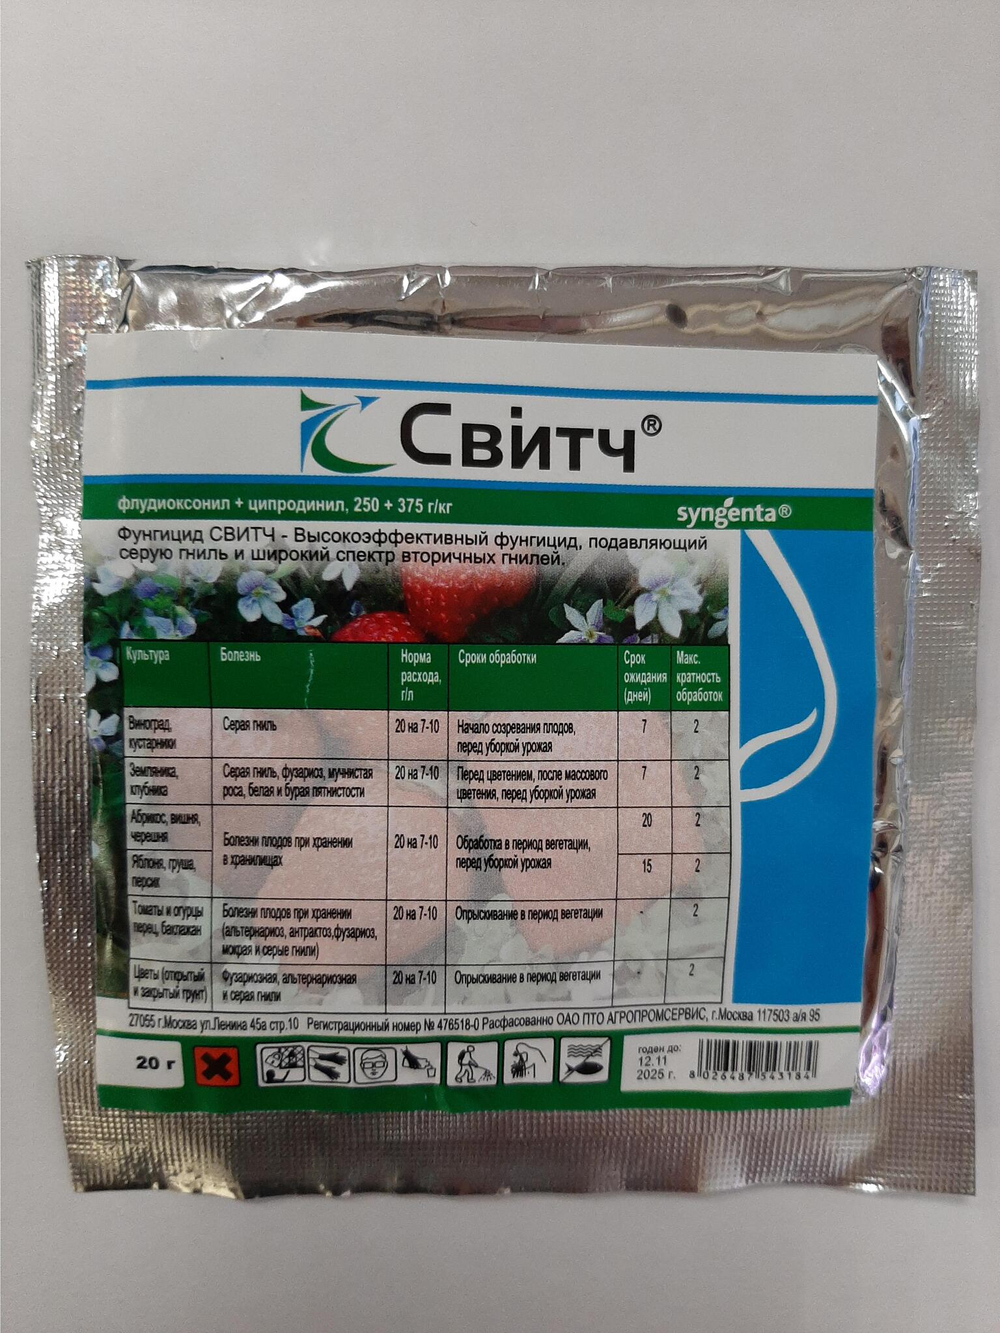 Свiтч®
флудиоксонил + ципродинил, 250 + 375 г/кг
syngenta®
Фунгицид СВИТЧ - Высокоэффективный фунгицид, подавляющий
серую гниль и широкий спектр вторичных гнилей.
Культура
Болезнь
Норма
расхода,
г/л
Сроки обработки
Срок
ожидания
(дней)
Макс.
кратность
обработок
Виноград,
кустарники
Серая гниль
20 на 7-10
Начало созревания плодов,
перед уборкой урожая
7
2
Земляника,
клубника
Серая гниль, фузариоз, мучнистая
роса, белая и бурая пятнистости
20 на 7-10
Перед цветением, после массового
цветения, перед уборкой урожая
7
2
Абрикос, вишня,
черешня
Болезни плодов при хранении
в хранилищах
20 на 7-10
Обработка в период вегетации,
перед уборкой урожая
20
2
Яблоня, груша,
персик
15
2
Томаты и огурцы
перец, баклажан
Болезни плодов при хранении
(альтернариоз, антрактоз,фузариоз,
мокрая и серые гнили)
20 на 7-10
Опрыскивание в период вегетации
-
2
Цветы (открытый
и закрытый грунт)
Фузариозная, альтернариозная
и серая гнили
20 на 7-10
Опрыскивание в период вегетации
-
2
27055 г.Москва ул.Ленина 45а стр.10 Регистрационный номер № 476518-0 Расфасованно ОАО ПТО АГРОПРОМСЕРВИС, г.Москва 117503 а/я 95
20 г
годен до:
12.11
2025 г.
8 026487 543184